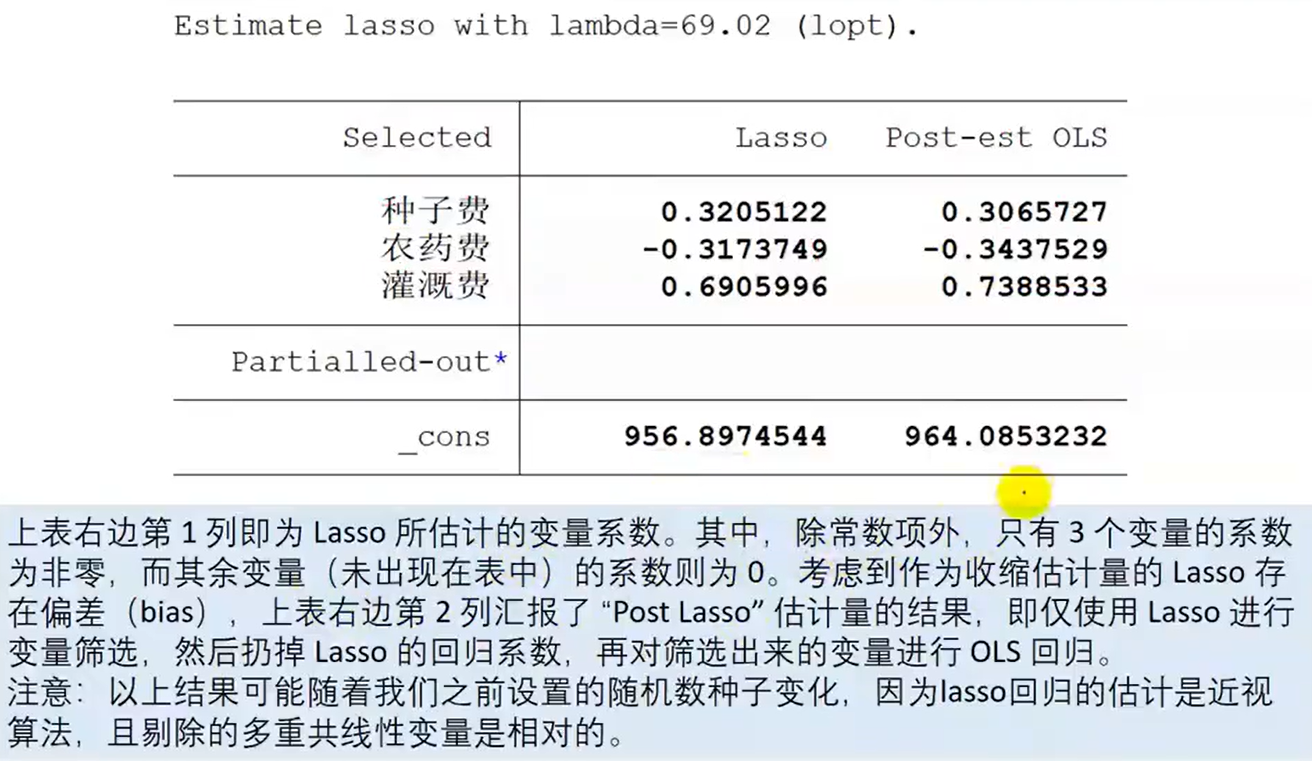 Estimate lasso with lambda=69.02 (lopt).
Selected Lasso Post-est OLS
种子费 0.3205122 0.3065727
农药费 -0.3173749 -0.3437529
灌溉费 0.6905996 0.7388533
Partialled-out*
_cons 956.8974544 964.0853232
上表右边第 1 列即为 Lasso 所估计的变量系数。其中，除常数项外，只有 3 个变量的系数
为非零，而其余变量（未出现在表中）的系数则为 0。考虑到作为收缩估计量的 Lasso 存
在偏差（bias），上表右边第 2 列汇报了 “Post Lasso” 估计量的结果，即仅使用 Lasso 进行
变量筛选，然后扔掉 Lasso 的回归系数，再对筛选出来的变量进行 OLS 回归。
注意：以上结果可能随着我们之前设置的随机数种子变化，因为lasso回归的估计是近视
算法，且剔除的多重共线性变量是相对的。